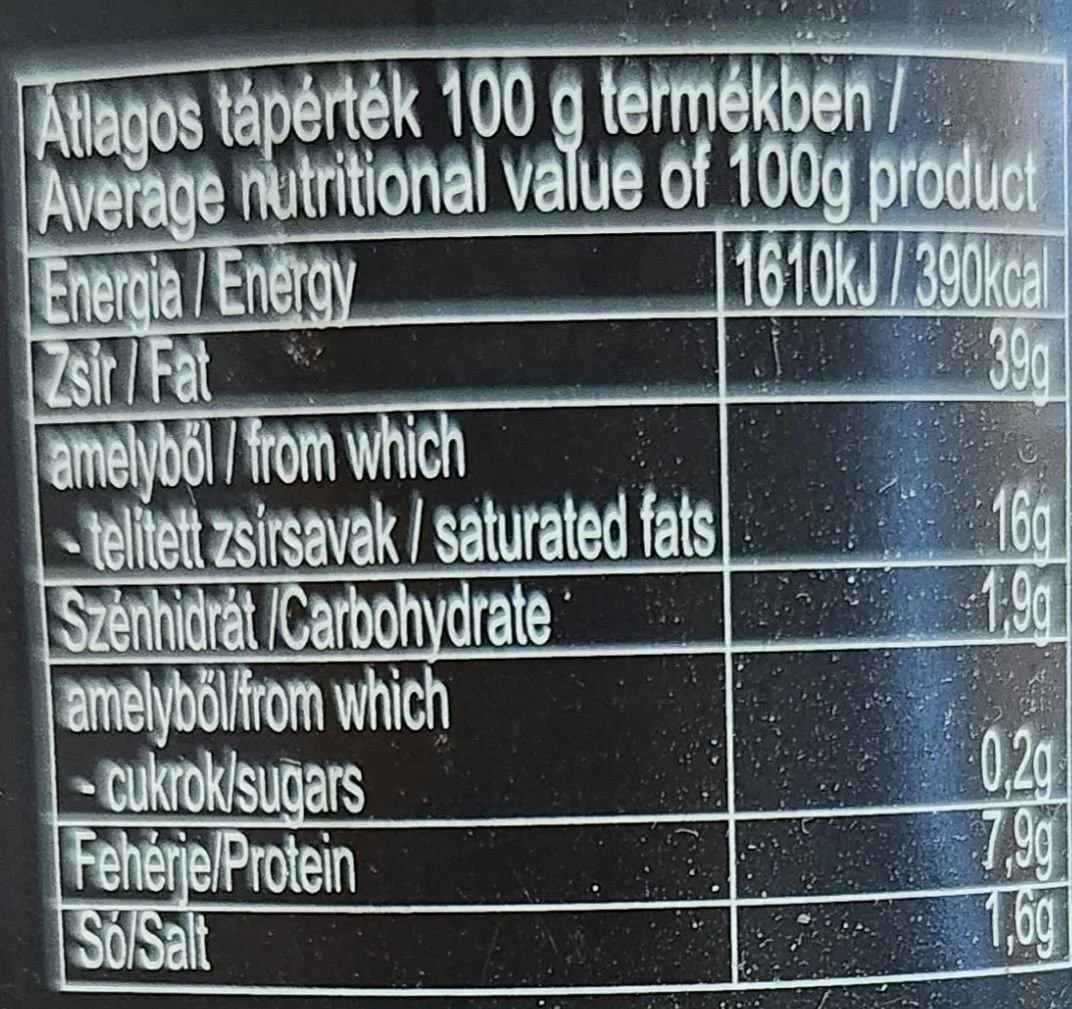 Átlagos tápérték 100 g termékben /
Average nutritional value of 100g product
Energia / Energy 1610kJ / 390kcal
Zsír / Fat 39g
amelyből / from which
- telített zsírsavak / saturated fats 16g
Szénhidrát /Carbohydrate 1,9g
amelyből/from which
- cukrok/sugars 0,2g
Fehérje/Protein 7,9g
Só/Salt 1,6g